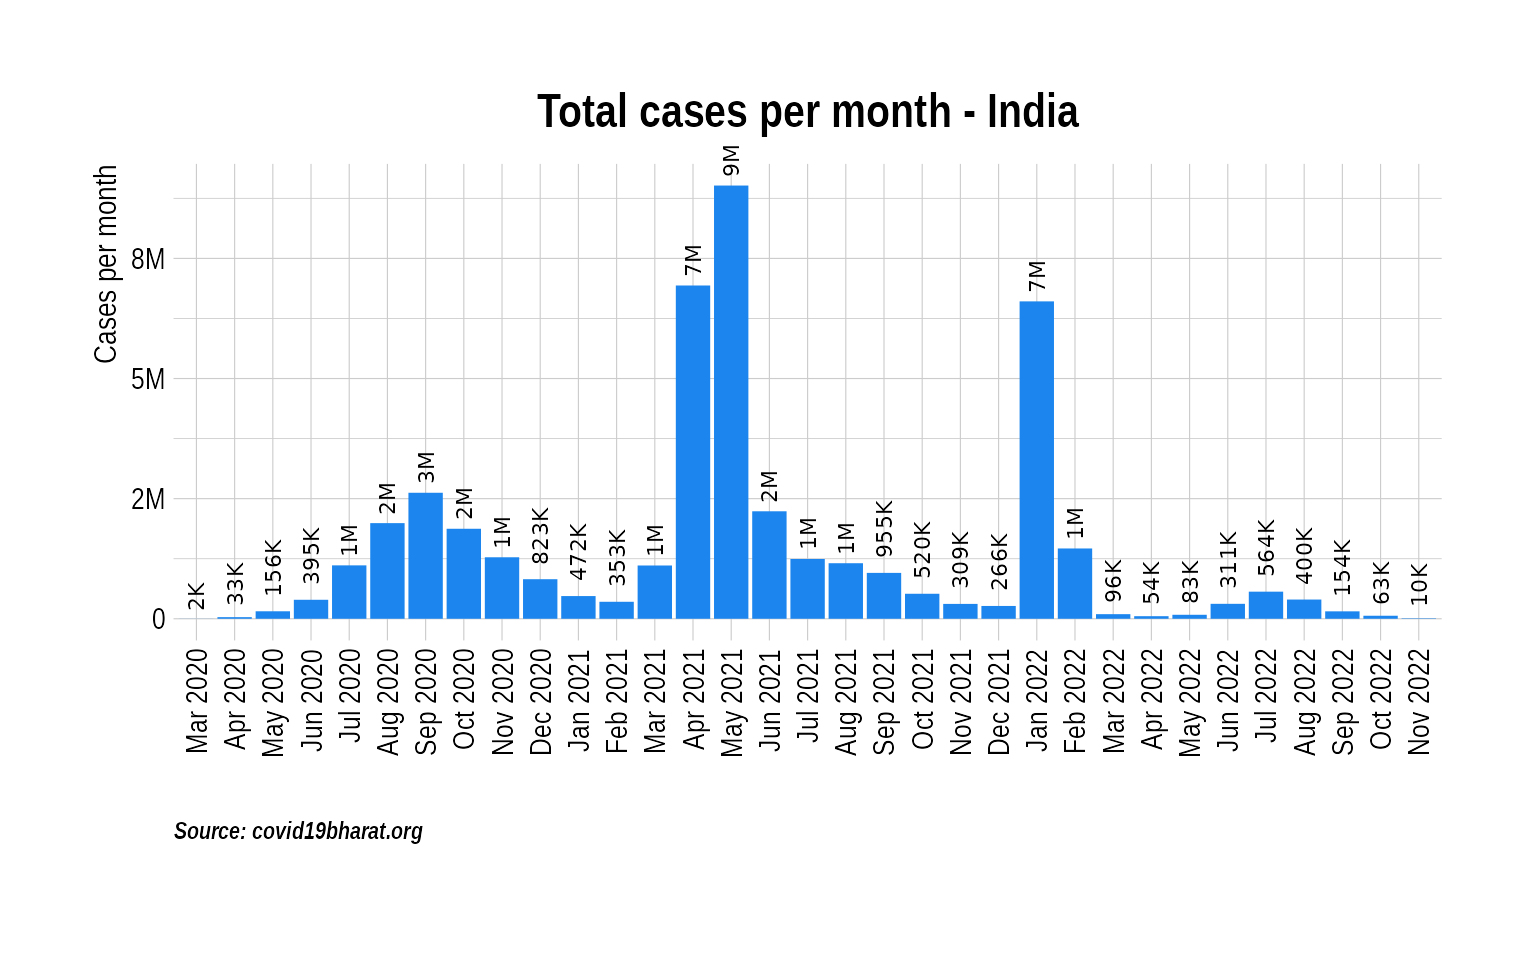 Total cases per month - India
Cases per month
8M
5M
2M
0
2K
33K
156K
395K
1M
2M
3M
2M
1M
823K
472K
353K
1M
7M
9M
2M
1M
1M
955K
520K
309K
266K
7M
1M
96K
54K
83K
311K
564K
400K
154K
63K
10K
Mar 2020
Apr 2020
May 2020
Jun 2020
Jul 2020
Aug 2020
Sep 2020
Oct 2020
Nov 2020
Dec 2020
Jan 2021
Feb 2021
Mar 2021
Apr 2021
May 2021
Jun 2021
Jul 2021
Aug 2021
Sep 2021
Oct 2021
Nov 2021
Dec 2021
Jan 2022
Feb 2022
Mar 2022
Apr 2022
May 2022
Jun 2022
Jul 2022
Aug 2022
Sep 2022
Oct 2022
Nov 2022
Source: covid19bharat.org